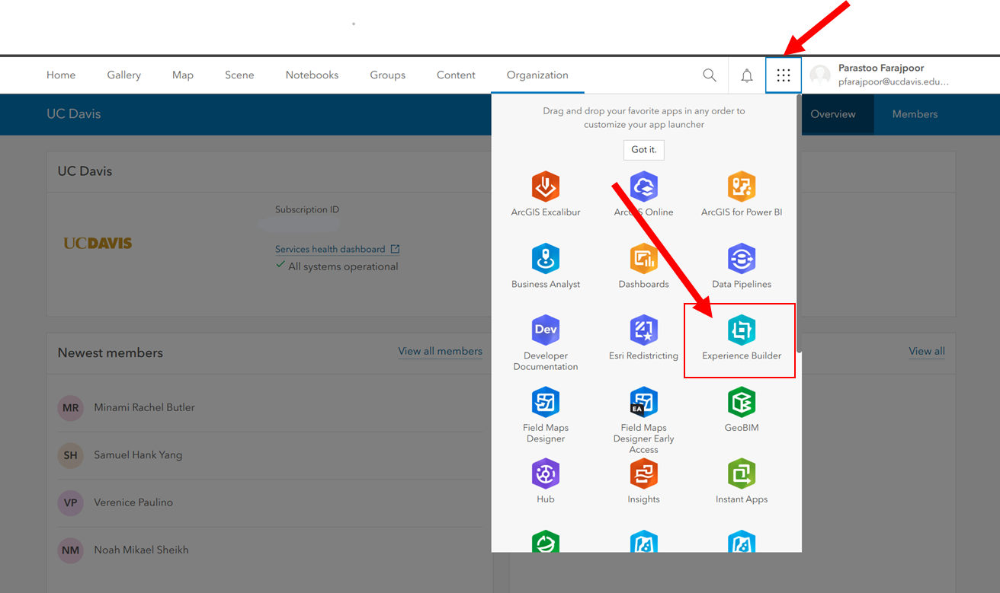 Home Gallery Map Scene Notebooks Groups Content Organization
Parastoo Farajpoor
pfarajpoor@ucdavis.edu...
UC Davis
Overview Members
Drag and drop your favorite apps in any order to
customize your app launcher
Got it.
UC Davis
UCDAVIS
Subscription ID
Services health dashboard
All systems operational
ArcGIS Excalibur
ArcGIS Online
ArcGIS for Power BI
Business Analyst
Dashboards
Data Pipelines
Dev
Developer
Documentation
Esri Redistricting
Experience Builder
Field Maps
Designer
EA
Field Maps
Designer Early
Access
GeoBIM
Hub
Insights
Instant Apps
Newest members
View all members
View all
MR Minami Rachel Butler
SH Samuel Hank Yang
VP Verenice Paulino
NM Noah Mikael Sheikh